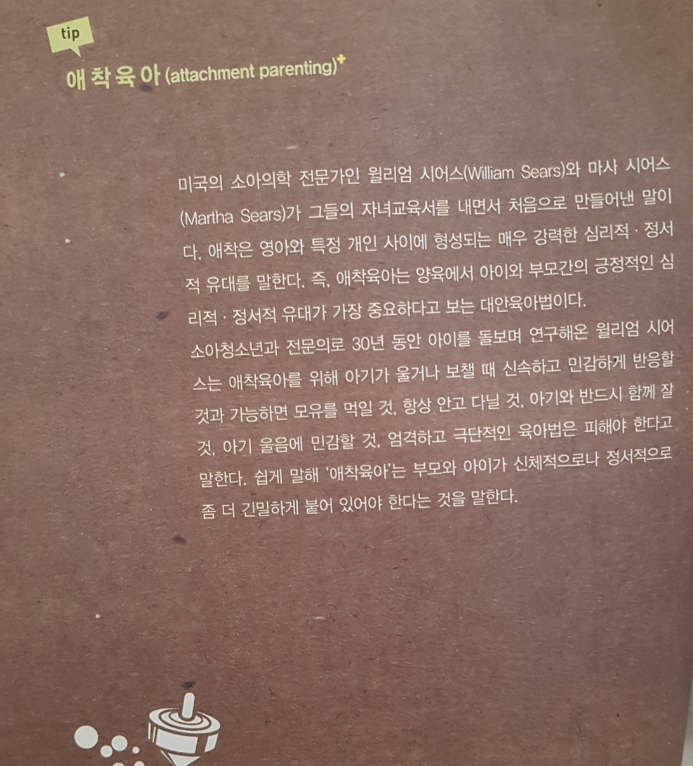 tip
애착육아(attachment parenting)+
미국의 소아의학 전문가인 윌리엄 시어스(William Sears)와 마사 시어스
(Martha Sears)가 그들의 자녀교육서를 내면서 처음으로 만들어낸 말이
다. 애착은 영아와 특정 개인 사이에 형성되는 매우 강력한 심리적·정서
적 유대를 말한다. 즉, 애착육아는 양육에서 아이와 부모간의 긍정적인 심
리적·정서적 유대가 가장 중요하다고 보는 대안육아법이다.
소아청소년과 전문의로 30년 동안 아이를 돌보며 연구해온 윌리엄 시어
스는 애착육아를 위해 아기가 울거나 보챌 때 신속하고 민감하게 반응할
것과 가능하면 모유를 먹일 것, 항상 안고 다닐 것, 아기와 반드시 함께 잘
것, 아기 울음에 민감할 것, 엄격하고 극단적인 육아법은 피해야 한다고
말한다. 쉽게 말해 '애착육아'는 부모와 아이가 신체적으로나 정서적으로
좀 더 긴밀하게 붙어 있어야 한다는 것을 말한다.